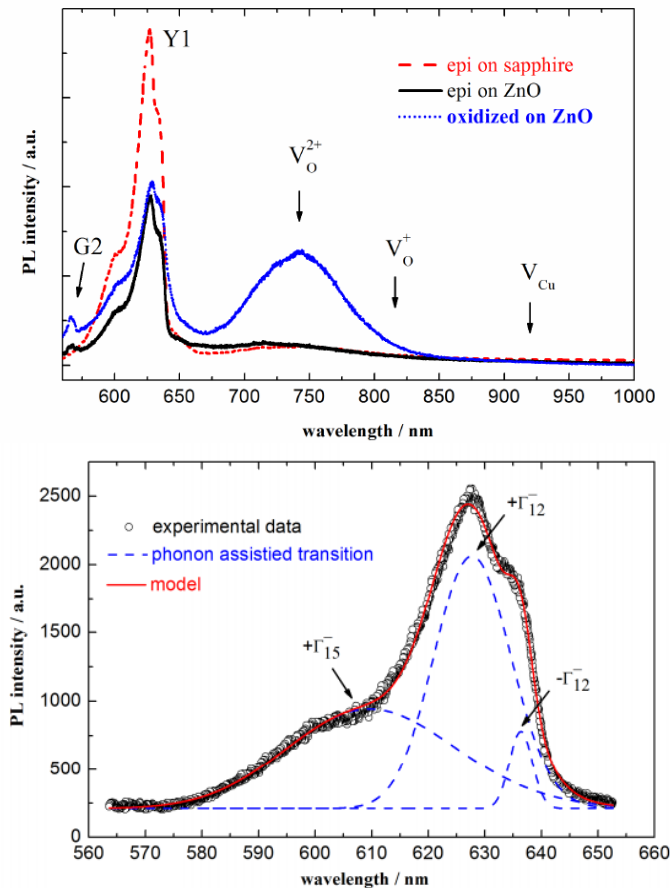 Y1
epi on sapphire
epi on ZnO
oxidized on ZnO
V_O^2+
V_O^+
G2
V_Cu
PL intensity / a.u.
600 650 700 750 800 850 900 950 1000
wavelength / nm
2500
2000
1500
1000
500
0
experimental data
phonon assistied transition
model
+Γ_12^−
+Γ_15^−
-Γ_12^−
PL intensity / a.u.
560 570 580 590 600 610 620 630 640 650 660
wavelength / nm